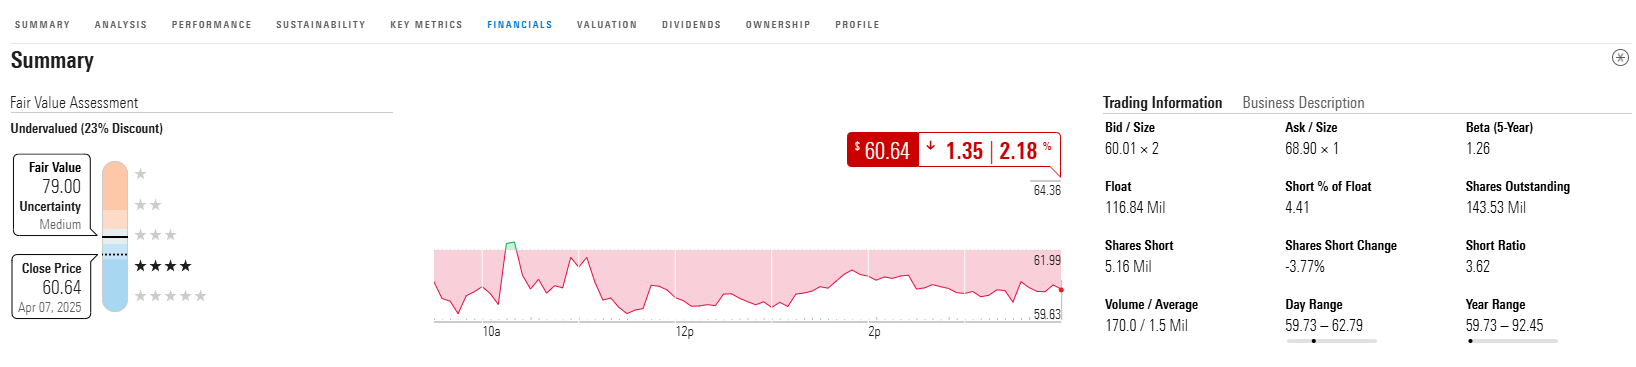 SUMMARY ANALYSIS PERFORMANCE SUSTAINABILITY KEY METRICS FINANCIALS VALUATION DIVIDENDS OWNERSHIP PROFILE
Summary
Fair Value Assessment
Undervalued (23% Discount)
Fair Value
79.00
Uncertainty
Medium
Close Price
60.64
Apr 07, 2025
$ 60.64 ↓ 1.35 | 2.18 %
64.36
61.99
59.63
10a 12p 2p
Trading Information Business Description
Bid / Size Ask / Size Beta (5-Year)
60.01 × 2 68.90 × 1 1.26
Float Short % of Float Shares Outstanding
116.84 Mil 4.41 143.53 Mil
Shares Short Shares Short Change Short Ratio
5.16 Mil -3.77% 3.62
Volume / Average Day Range Year Range
170.0 / 1.5 Mil 59.73 – 62.79 59.73 – 92.45